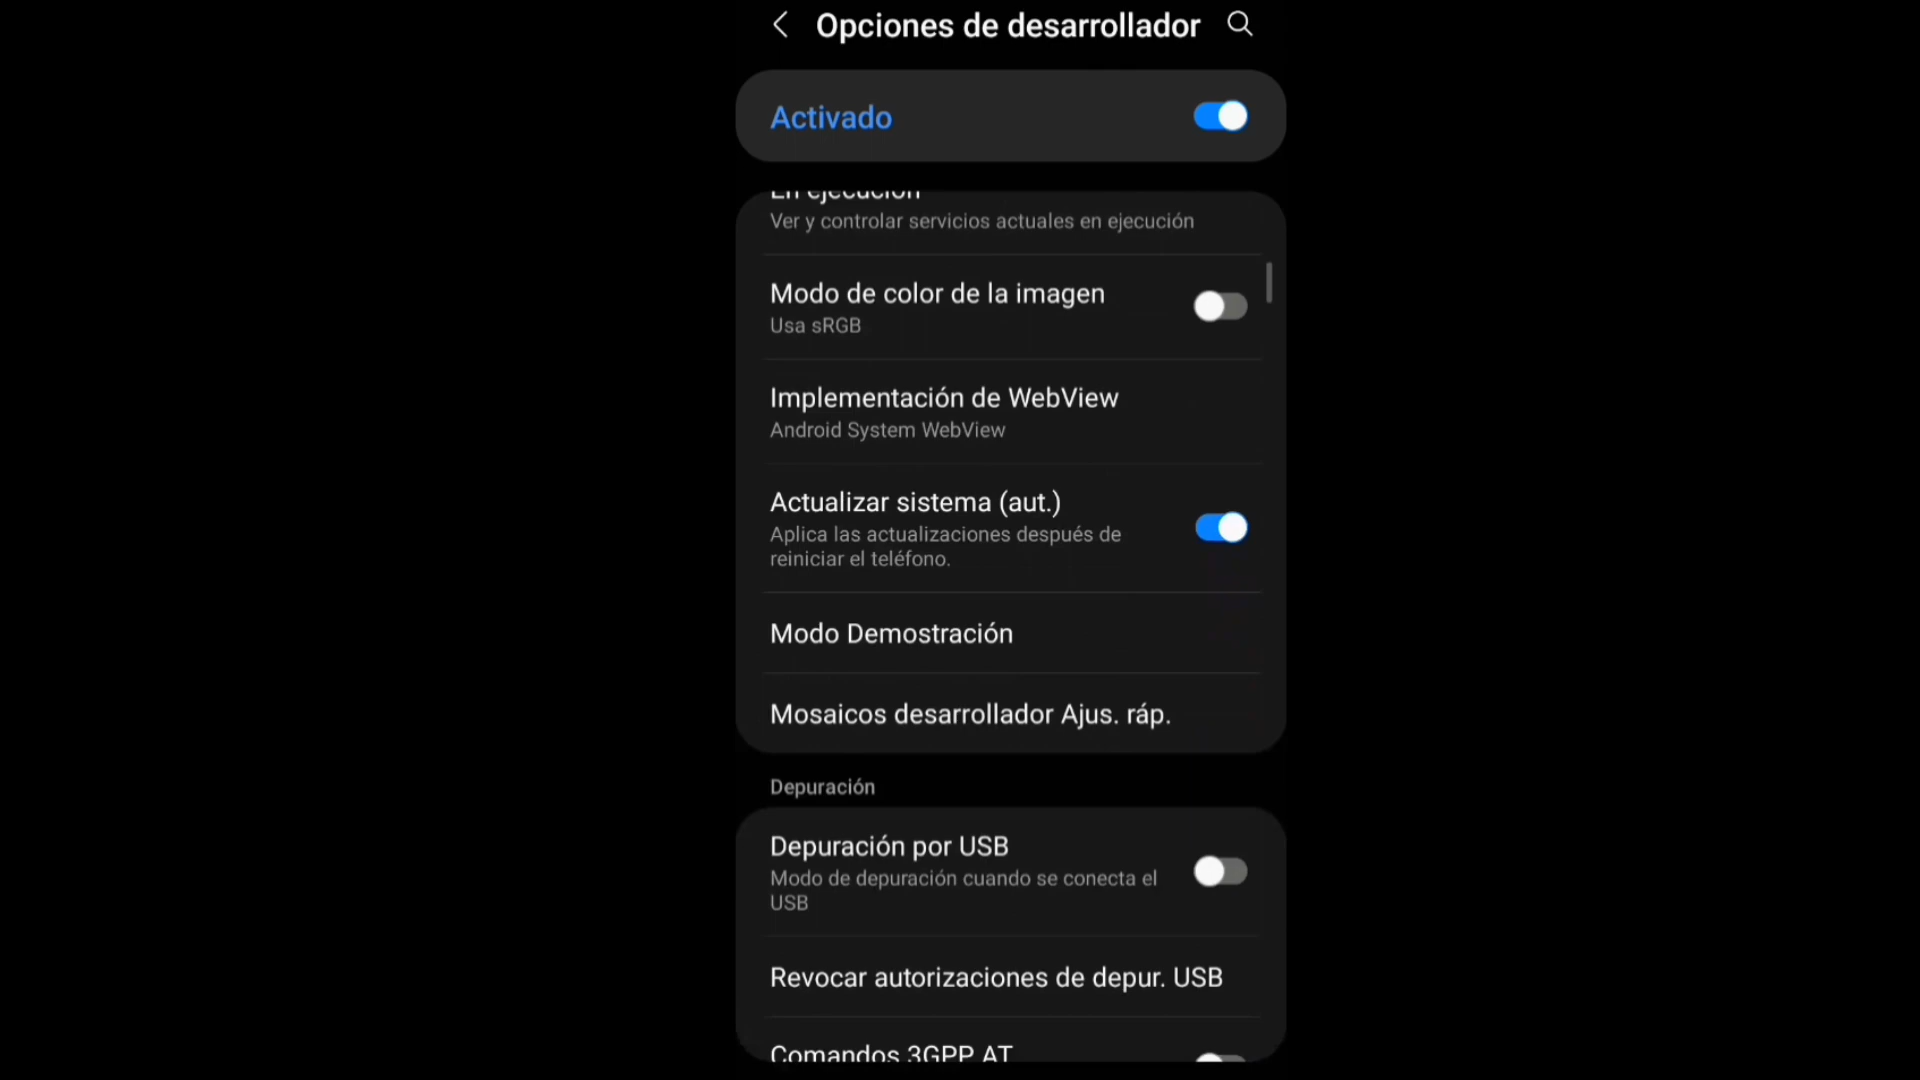 Opciones de desarrollador
Activado
En ejecución
Ver y controlar servicios actuales en ejecución
Modo de color de la imagen
Usa sRGB
Implementación de WebView
Android System WebView
Actualizar sistema (aut.)
Aplica las actualizaciones después de
reiniciar el teléfono.
Modo Demostración
Mosaicos desarrollador Ajus. ráp.
Depuración
Depuración por USB
Modo de depuración cuando se conecta el
USB
Revocar autorizaciones de depur. USB
Comandos 3GPP AT